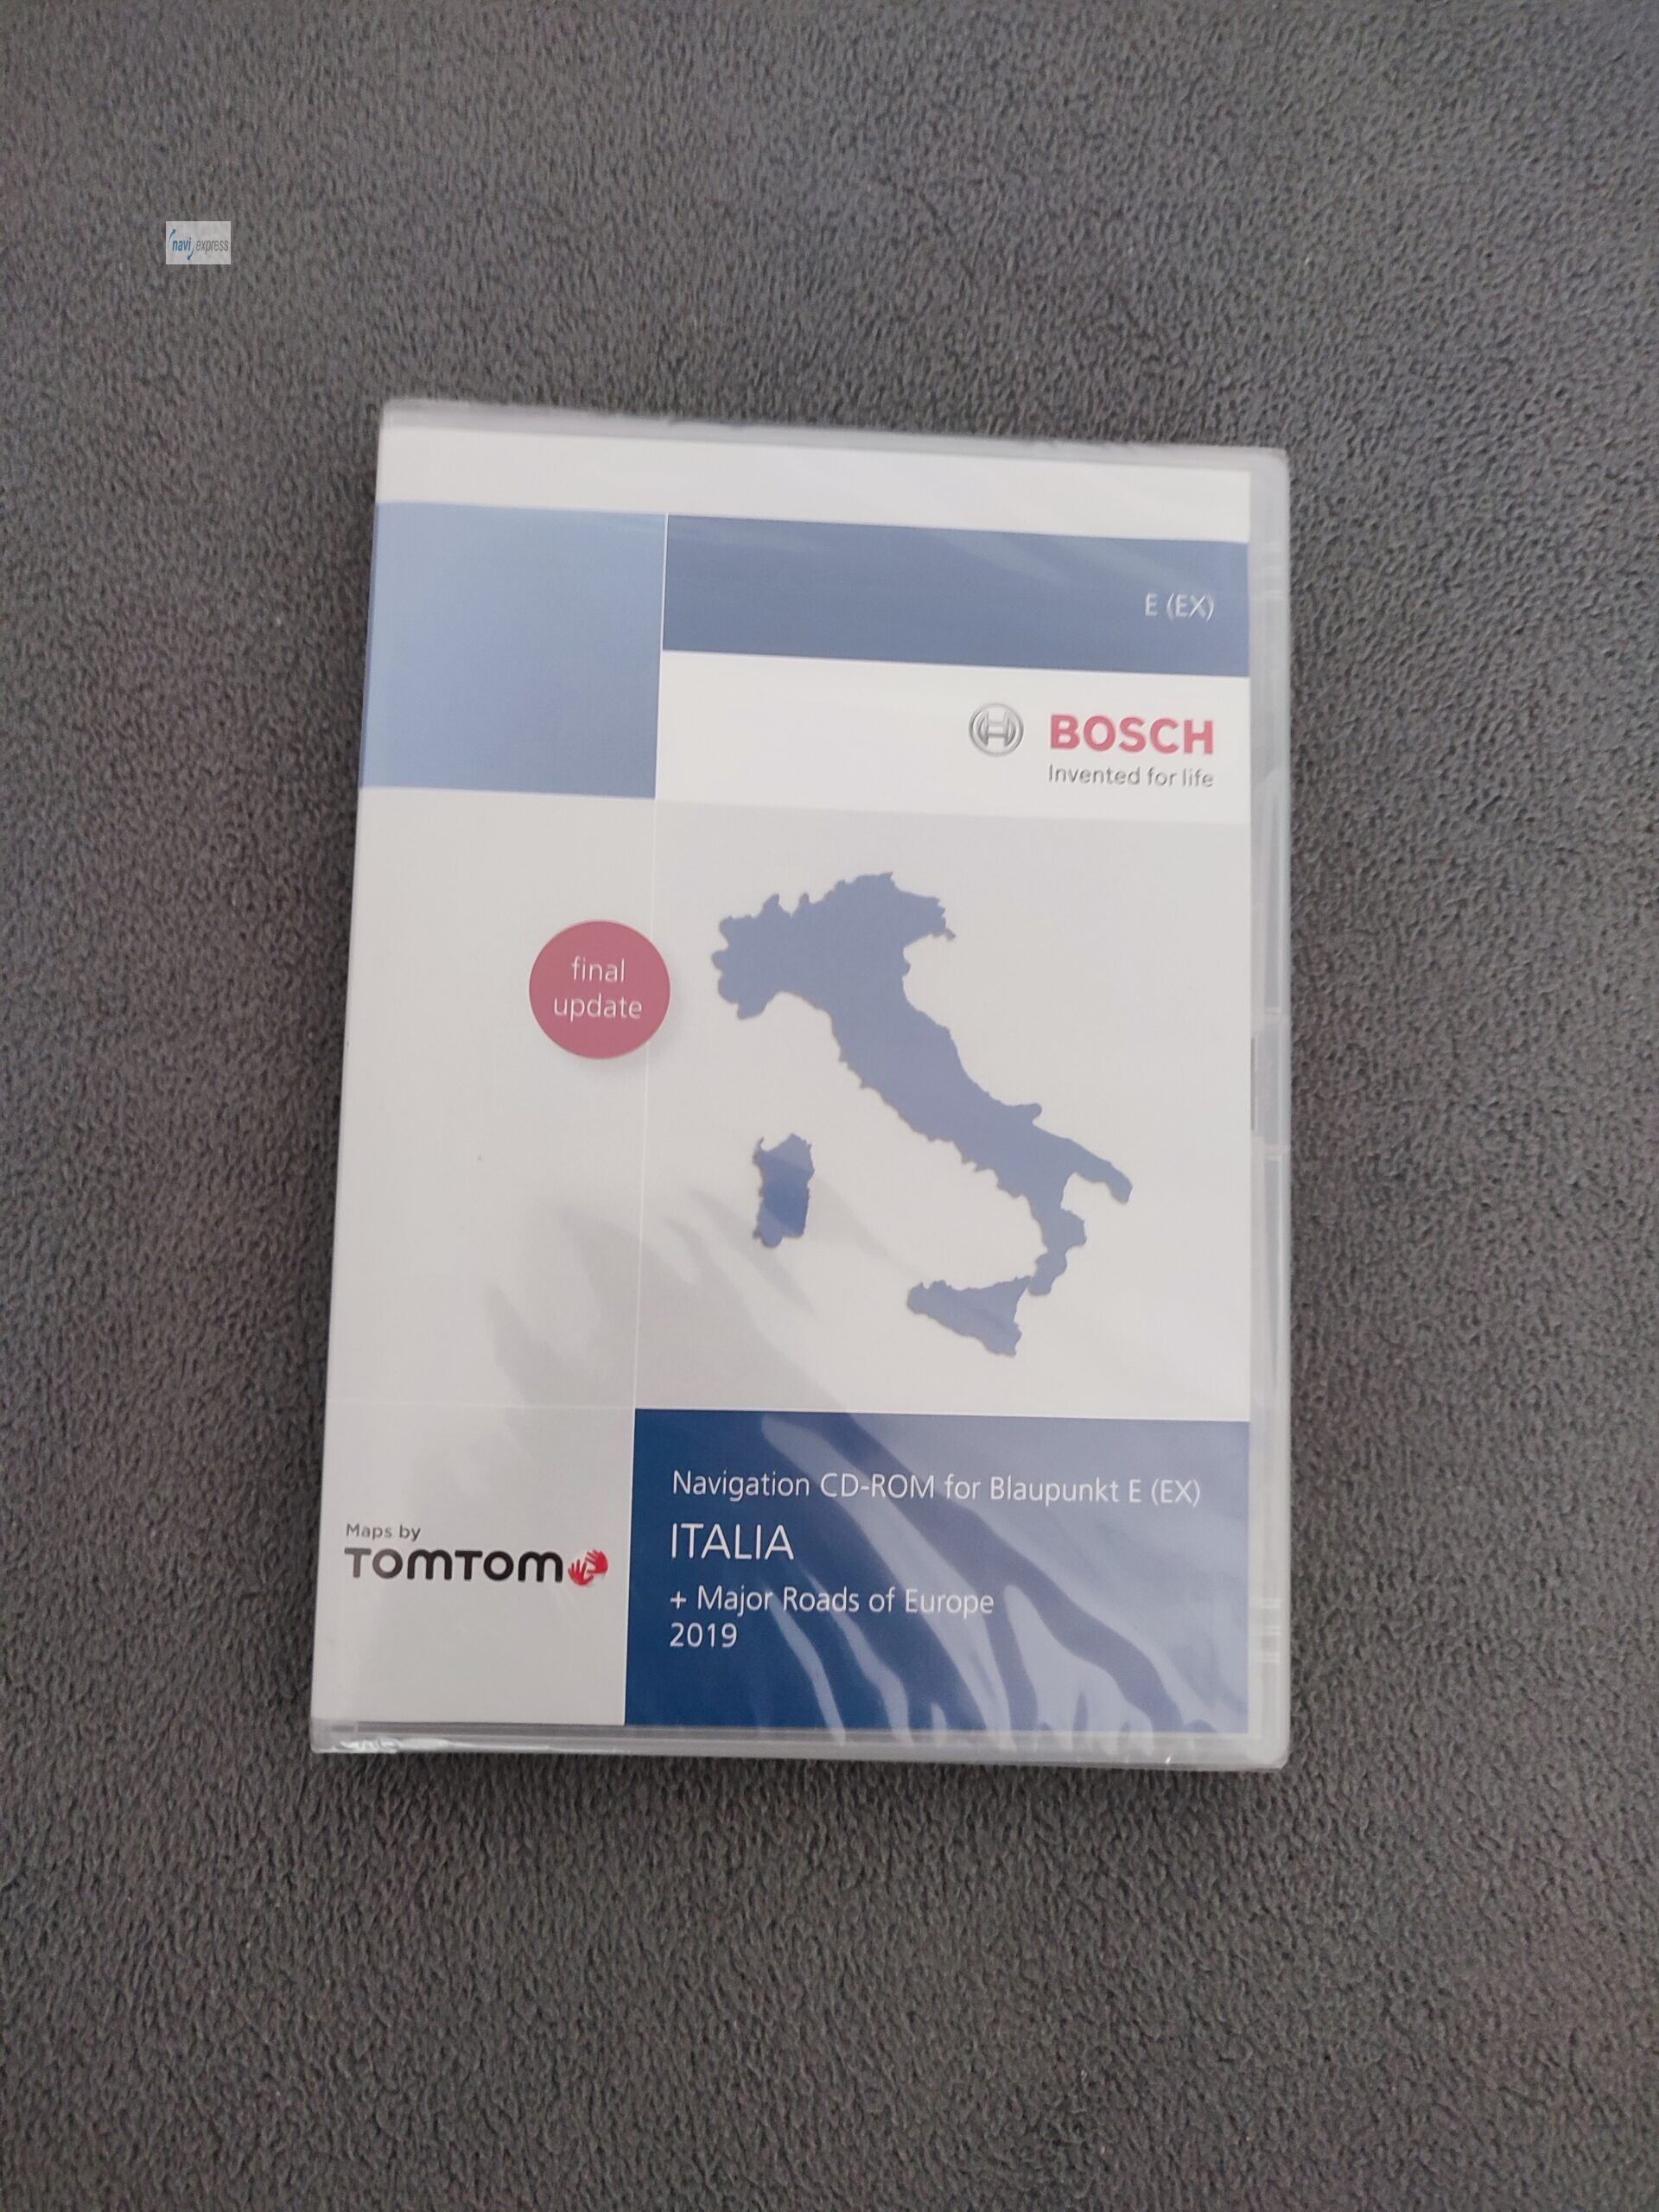 navi express
E (EX)
BOSCH
Invented for life
final
update
Navigation CD-ROM for Blaupunkt E (EX)
ITALIA
+ Major Roads of Europe
2019
Maps by
TOMTOM